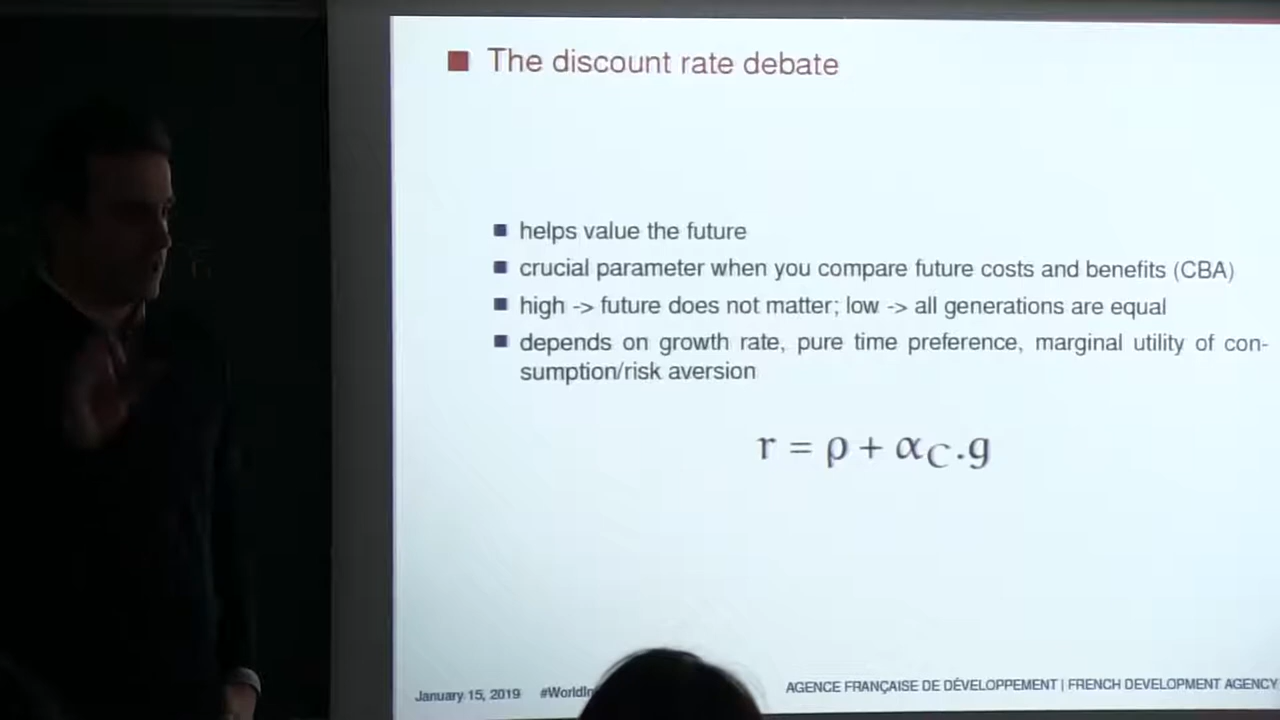 The discount rate debate
helps value the future
crucial parameter when you compare future costs and benefits (CBA)
high -> future does not matter; low -> all generations are equal
depends on growth rate, pure time preference, marginal utility of con-
sumption/risk aversion
r = ρ + α_C.g
January 15, 2019 AGENCE FRANÇAISE DE DÉVELOPPEMENT | FRENCH DEVELOPMENT AGENCY